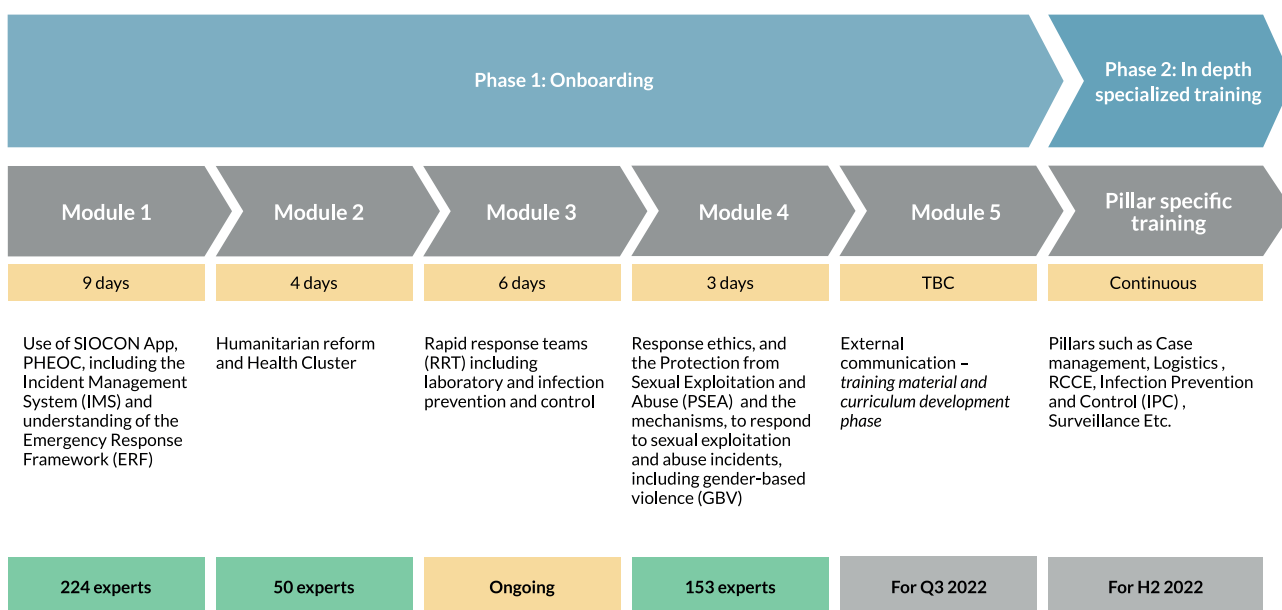 Phase 1: Onboarding
Phase 2: In depth
specialized training
Module 1
Module 2
Module 3
Module 4
Module 5
Pillar specific
training
9 days
4 days
6 days
3 days
TBC
Continuous
Use of SIOCON App,
PHEOC, including the
Incident Management
System (IMS) and
understanding of the
Emergency Response
Framework (ERF)
Humanitarian reform
and Health Cluster
Rapid response teams
(RRT) including
laboratory and infection
prevention and control
Response ethics, and
the Protection from
Sexual Exploitation and
Abuse (PSEA) and the
mechanisms, to respond
to sexual exploitation
and abuse incidents,
including gender-based
violence (GBV)
External
communication –
training material and
curriculum development
phase
Pillars such as Case
management, Logistics ,
RCCE, Infection Prevention
and Control (IPC) ,
Surveillance Etc.
224 experts
50 experts
Ongoing
153 experts
For Q3 2022
For H2 2022